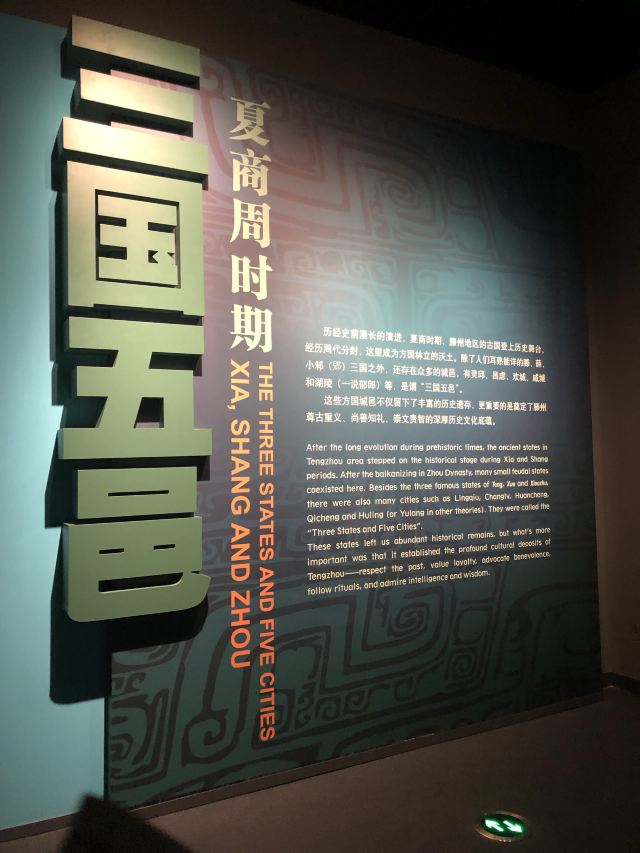 三国五邑
夏商周时期
THE THREE STATES AND FIVE CITIES
XIA, SHANG AND ZHOU
历经史前漫长的演进，夏商时期，滕州地区的古国登上历史舞台，
经历周代分封，这里成为方国林立的沃土。除了人们耳熟能详的滕、薛、
小邾（郳）三国之外，还存在众多的城邑，有灵邱、昌虑、欢城、戚城
和湖陵（一说郁郎）等，是谓“三国五邑”。
这些方国城邑不仅留下了丰富的历史遗存，更重要的是奠定了滕州
尊古重义、尚善知礼、崇文贵智的深厚历史文化底蕴。
After the long evolution during prehistoric times, the ancient states in
Tengzhou area stepped on the historical stage during Xia and Shang
periods. After the balkanizing in Zhou Dynasty, many small feudal states
coexisted here. Besides the three famous states of Teng, Xue and Xiaozhu,
there were also many cities such as Lingqiu, Changlv, Huancheng,
Qicheng and Huling (or Yulang in other theories). They were called the
“Three States and Five Cities”.
These states left us abundant historical remains, but what's more
important was that it established the profound cultural deposits of
Tengzhou——respect the past, value loyalty, advocate benevolence,
follow rituals, and admire intelligence and wisdom.